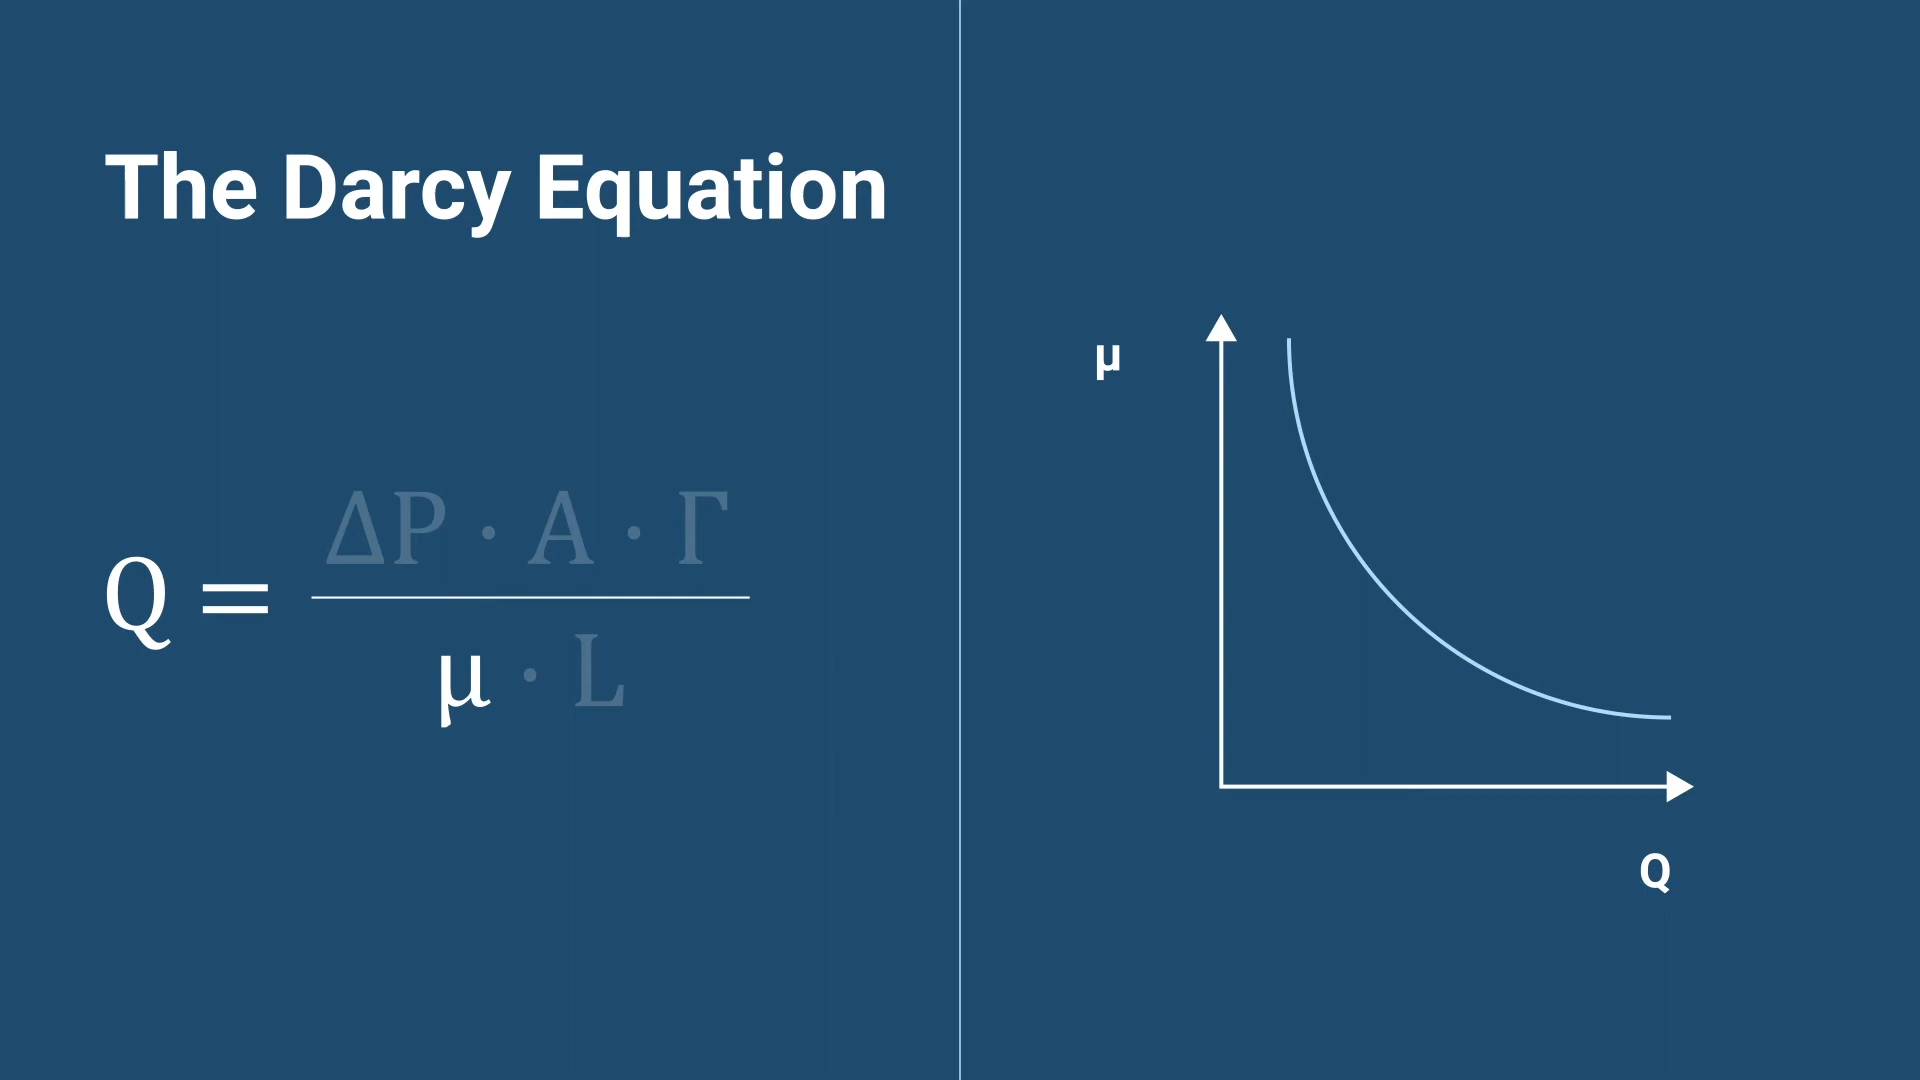 The Darcy Equation
Q =
ΔP · A · Γ
μ · L
μ
Q